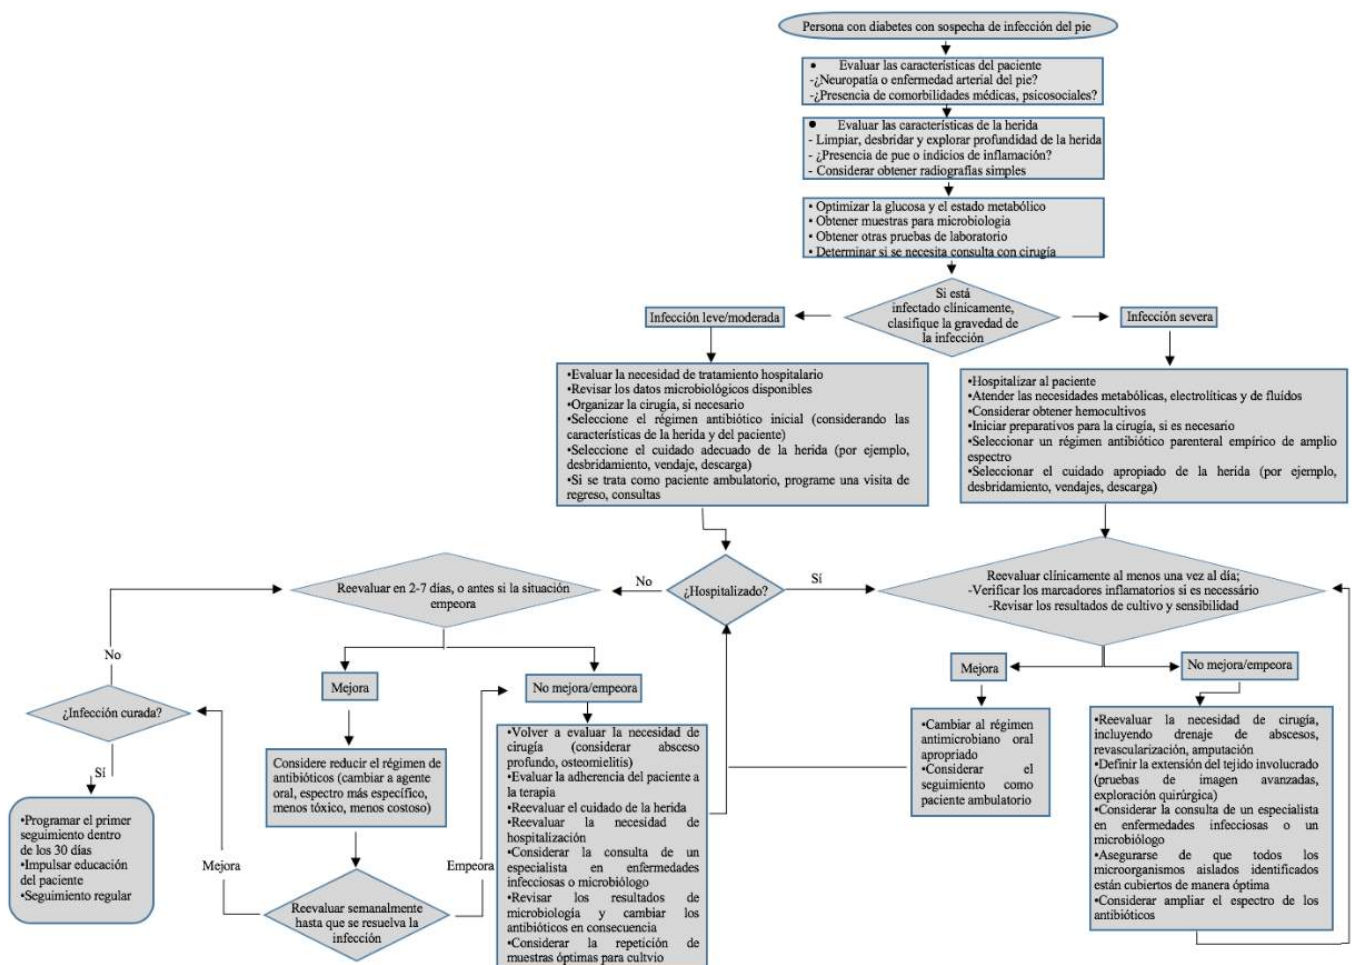 Persona con diabetes con sospecha de infección del pie
• Evaluar las características del paciente
-¿Neuropatía o enfermedad arterial del pie?
-¿Presencia de comorbilidades médicas, psicosociales?
• Evaluar las características de la herida
- Limpiar, desbridar y explorar profundidad de la herida
- ¿Presencia de pue o indicios de inflamación?
- Considerar obtener radiografías simples
• Optimizar la glucosa y el estado metabólico
• Obtener muestras para microbiologia
• Obtener otras pruebas de laboratorio
• Determinar si se necesita consulta con cirugía
Si está
infectado clínicamente,
clasifique la gravedad de
la infección
Infección leve/moderada
Infección severa
•Evaluar la necesidad de tratamiento hospitalario
•Revisar los datos microbiológicos disponibles
•Organizar la cirugía, si necesario
•Seleccione el régimen antibiótico inicial (considerando las
características de la herida y del paciente)
•Seleccione el cuidado adecuado de la herida (por ejemplo,
desbridamiento, vendaje, descarga)
•Si se trata como paciente ambulatorio, programe una visita de
regreso, consultas
•Hospitalizar al paciente
•Atender las necesidades metabólicas, electrolíticas y de fluídos
•Considerar obtener hemocultivos
•Iniciar preparativos para la cirugía, si es necesario
•Seleccionar un régimen antibiótico parenteral empírico de amplio
espectro
•Seleccionar el cuidado apropiado de la herida (por ejemplo,
desbridamiento, vendajes, descarga)
Reevaluar en 2-7 días, o antes si la situación
empeora
No
¿Hospitalizado?
Sí
Reevaluar clínicamente al menos una vez al día;
-Verificar los marcadores inflamatorios si es necessário
-Revisar los resultados de cultivo y sensibilidad
No
Mejora
No mejora/empeora
Mejora
No mejora/empeora
¿Infección curada?
Sí
•Programar el primer
seguimiento dentro
de los 30 días
•Impulsar educación
del paciente
•Seguimiento regular
Considere reducir el régimen de
antibióticos (cambiar a agente
oral, espectro más específico,
menos tóxico, menos costoso)
Mejora
Empeora
Reevaluar semanalmente
hasta que se resuelva la
infección
•Volver a evaluar la necesidad de
cirugía (considerar absceso
profundo, osteomielitis)
•Evaluar la adherencia del paciente a
la terapia
•Reevaluar el cuidado de la herida
•Reevaluar la necesidad de
hospitalización
•Considerar la consulta de un
especialista en enfermedades
infecciosas o microbiólogo
•Revisar los resultados de
microbiología y cambiar los
antibióticos en consecuencia
•Considerar la repetición de
muestras óptimas para cultvio
•Cambiar al régimen
antimicrobiano oral
apropiado
•Considerar el
seguimiento como
paciente ambulatorio
•Reevaluar la necesidad de cirugía,
incluyendo drenaje de abscesos,
revascularización, amputación
•Definir la extensión del tejido involucrado
(pruebas de imagen avanzadas,
exploración quirúrgica)
•Considerar la consulta de un especialista
en enfermedades infecciosas o un
microbiólogo
•Asegurarse de que todos los
microorganismos aislados identificados
están cubiertos de manera óptima
•Considerar ampliar el espectro de los
antibióticos